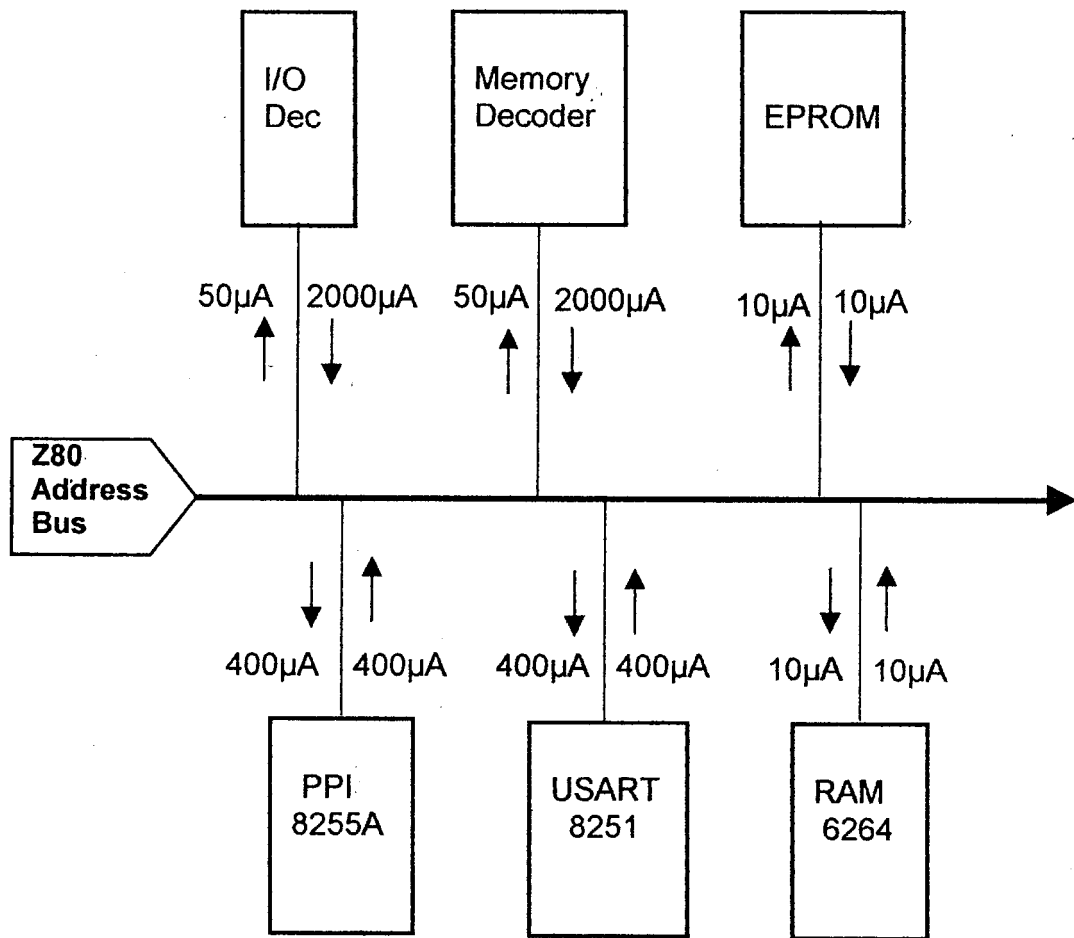 I/O
Dec
Memory
Decoder
EPROM
50µA
2000µA
50µA
2000µA
10µA
10µA
Z80
Address
Bus
400µA
400µA
400µA
400µA
10µA
10µA
PPI
8255A
USART
8251
RAM
6264